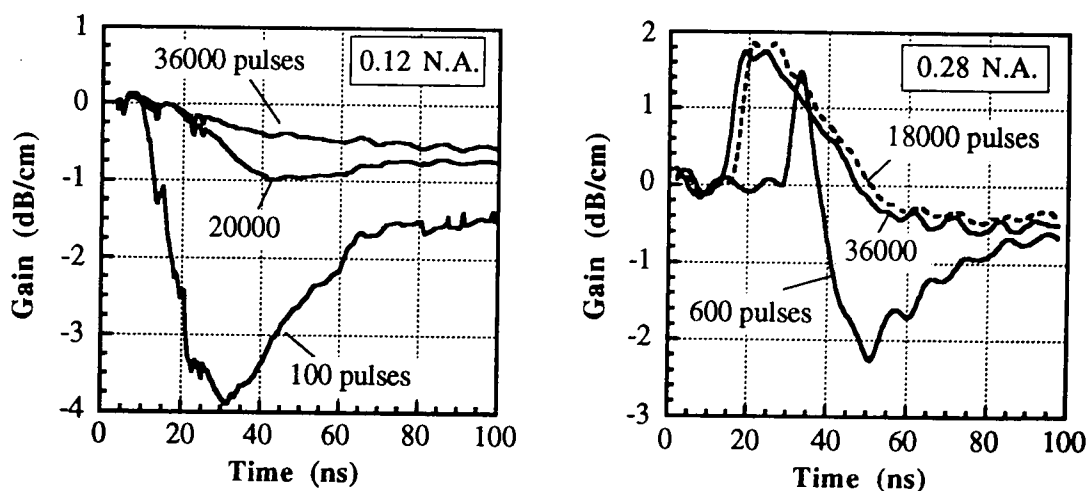 1
0
-1
-2
-3
-4
Gain (dB/cm)
36000 pulses
0.12 N.A.
20000
100 pulses
0 20 40 60 80 100
Time (ns)
2
1
0
-1
-2
-3
Gain (dB/cm)
0.28 N.A.
18000 pulses
36000
600 pulses
0 20 40 60 80 100
Time (ns)